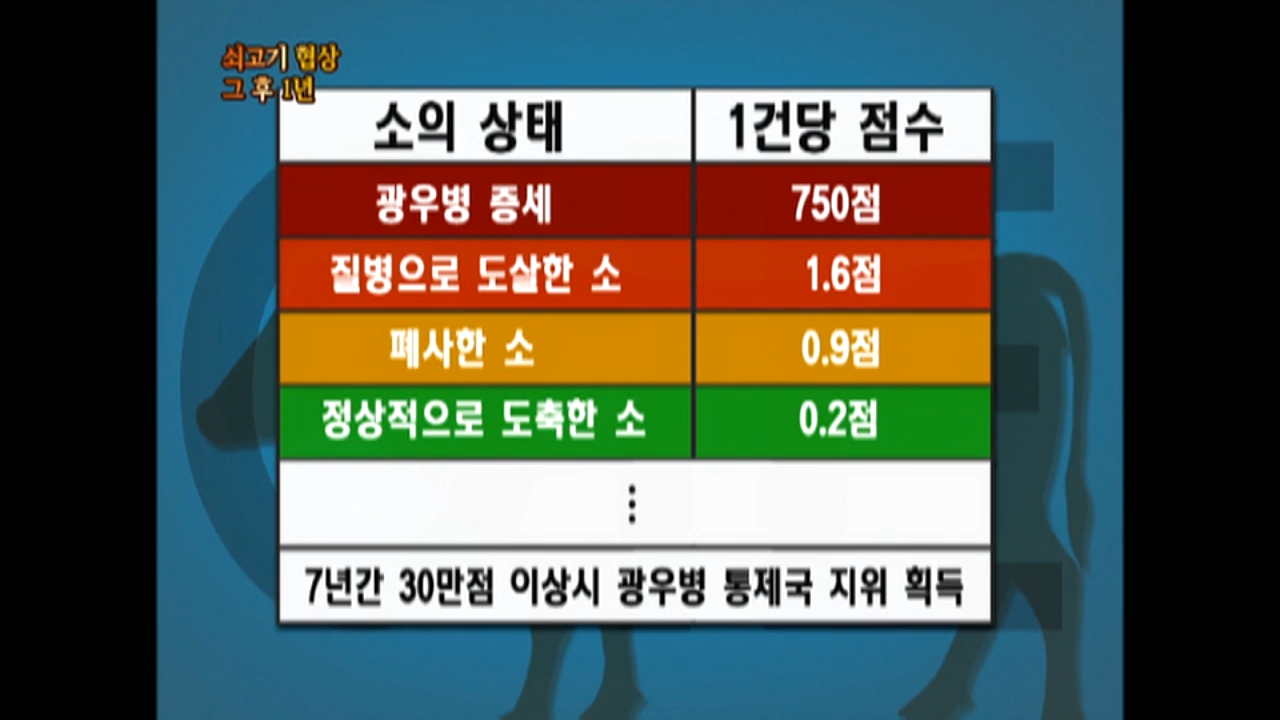 쇠고기 협상
그 후 1년
소의 상태 1건당 점수
광우병 증세 750점
질병으로 도살한 소 1.6점
폐사한 소 0.9점
정상적으로 도축한 소 0.2점
⋮
7년간 30만점 이상시 광우병 통제국 지위 획득